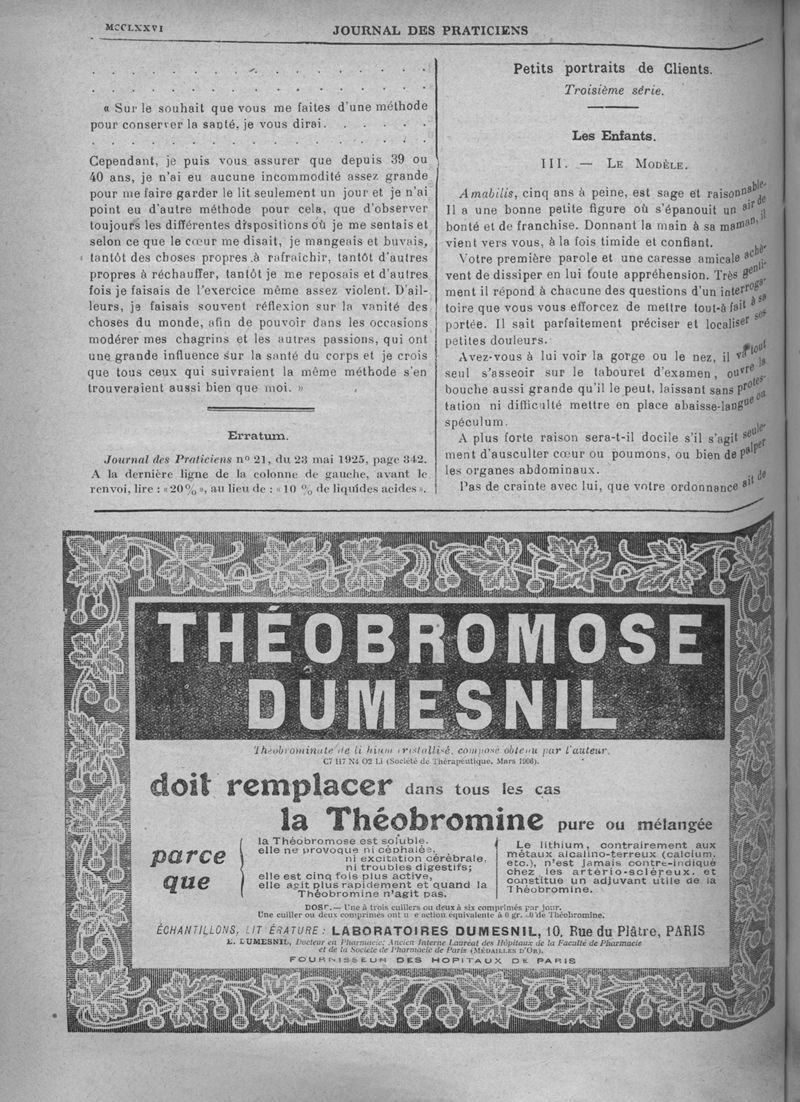 MCCLXXVI
JOURNAL DES PRATICIENS
« Sur le souhait que vous me faites d'une méthode
pour conserver la santé, je vous dirai. . . . . .
Cependant, je puis vous assurer que depuis 39 ou
40 ans, je n'ai eu aucune incommodité assez grande
pour me faire garder le lit seulement un jour et je n'ai
point eu d'autre méthode pour cela, que d'observer
toujours les différentes dispositions où je me sentais et
selon ce que le cœur me disait, je mangeais et buvais,
tantôt des choses propres à rafraîchir, tantôt d'autres
propres à réchauffer, tantôt je me reposais et d'autres
fois je faisais de l'exercice même assez violent. D'ail-
leurs, je faisais souvent réflexion sur la vanité des
choses du monde, afin de pouvoir dans les occasions
modérer mes chagrins et les autres passions, qui ont
une grande influence sur la santé du corps et je crois
que tous ceux qui suivraient la même méthode s'en
trouveraient aussi bien que moi. »
Erratum.
Journal des Praticiens n° 21, du 23 mai 1925, page 342.
A la dernière ligne de la colonne de gauche, avant le
renvoi, lire : « 20 % », au lieu de : « 10 % de liquides acides ».
Petits portraits de Clients.
Troisième série.
Les Enfants.
III. — Le Modèle.
Amabilis, cinq ans à peine, est sage et raisonnable.
Il a une bonne petite figure où s'épanouit un air de
bonté et de franchise. Donnant la main à sa maman, il
vient vers vous, à la fois timide et confiant.
Votre première parole et une caresse amicale achè-
vent de dissiper en lui toute appréhension. Très genti-
ment il répond à chacune des questions d'un interroga-
toire que vous vous efforcez de mettre tout-à fait à sa
portée. Il sait parfaitement préciser et localiser ses
petites douleurs.
Avez-vous à lui voir la gorge ou le nez, il va tout
seul s'asseoir sur le tabouret d'examen, ouvre la
bouche aussi grande qu'il le peut, laissant sans protes-
tation ni difficulté mettre en place abaisse-langue ou
spéculum.
A plus forte raison sera-t-il docile s'il s'agit seule-
ment d'ausculter cœur ou poumons, ou bien de palper
les organes abdominaux.
Pas de crainte avec lui, que votre ordonnance ait de
THÉOBROMOSE
DUMESNIL
Théobrominate de lithium cristallisé, composé obtenu par l'auteur.
C7 H7 N4 O2 Li (Société de Thérapeutique, Mars 1906).
doit remplacer dans tous les cas
la Théobromine pure ou mélangée
parce
que
la Théobromose est soluble.
elle ne provoque ni céphalée,
ni excitation cérébrale,
ni troubles digestifs;
elle est cinq fois plus active,
elle agit plus rapidement et quand la
Théobromine n'agit pas.
Le lithium, contrairement aux
métaux alcalino-terreux (calcium,
etc.), n'est jamais contre-indiqué
chez les artério-scléreux, et
constitue un adjuvant utile de la
Théobromine.
DOSE. — Une à trois cuillers ou deux à six comprimés par jour.
Une cuiller ou deux comprimés ont une action équivalente à 0 gr. de Théobromine.
ÉCHANTILLONS, LITTÉRATURE : LABORATOIRES DUMESNIL, 10, Rue du Plâtre, PARIS
E. DUMESNIL, Docteur en Pharmacie; Ancien Interne Lauréat des Hôpitaux de la Faculté de Pharmacie
et de la Société de Pharmacie de Paris (MÉDAILLES D'OR).
FOURNISSEUR DES HOPITAUX DE PARIS